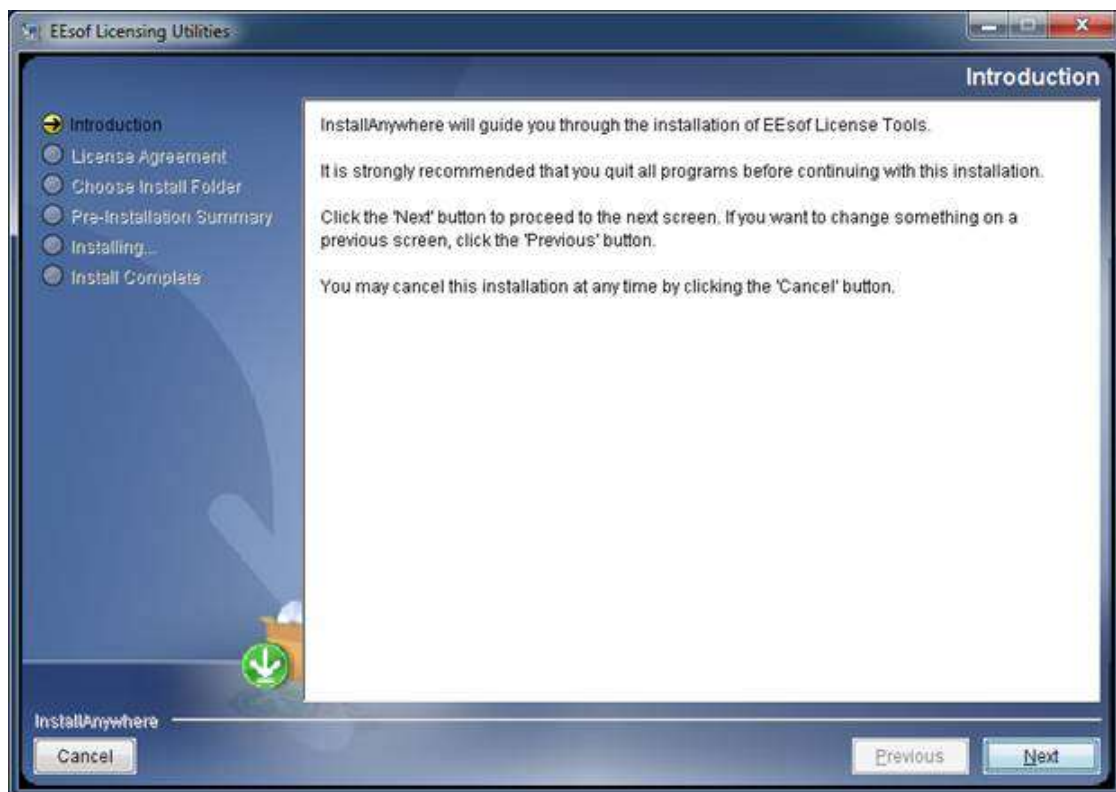 EEsof Licensing Utilities
Introduction
Introduction
License Agreement
Choose Install Folder
Pre-Installation Summary
Installing...
Install Complete
InstallAnywhere will guide you through the installation of EEsof License Tools.
It is strongly recommended that you quit all programs before continuing with this installation.
Click the 'Next' button to proceed to the next screen. If you want to change something on a
previous screen, click the 'Previous' button.
You may cancel this installation at any time by clicking the 'Cancel' button.
InstallAnywhere
Cancel
Previous
Next